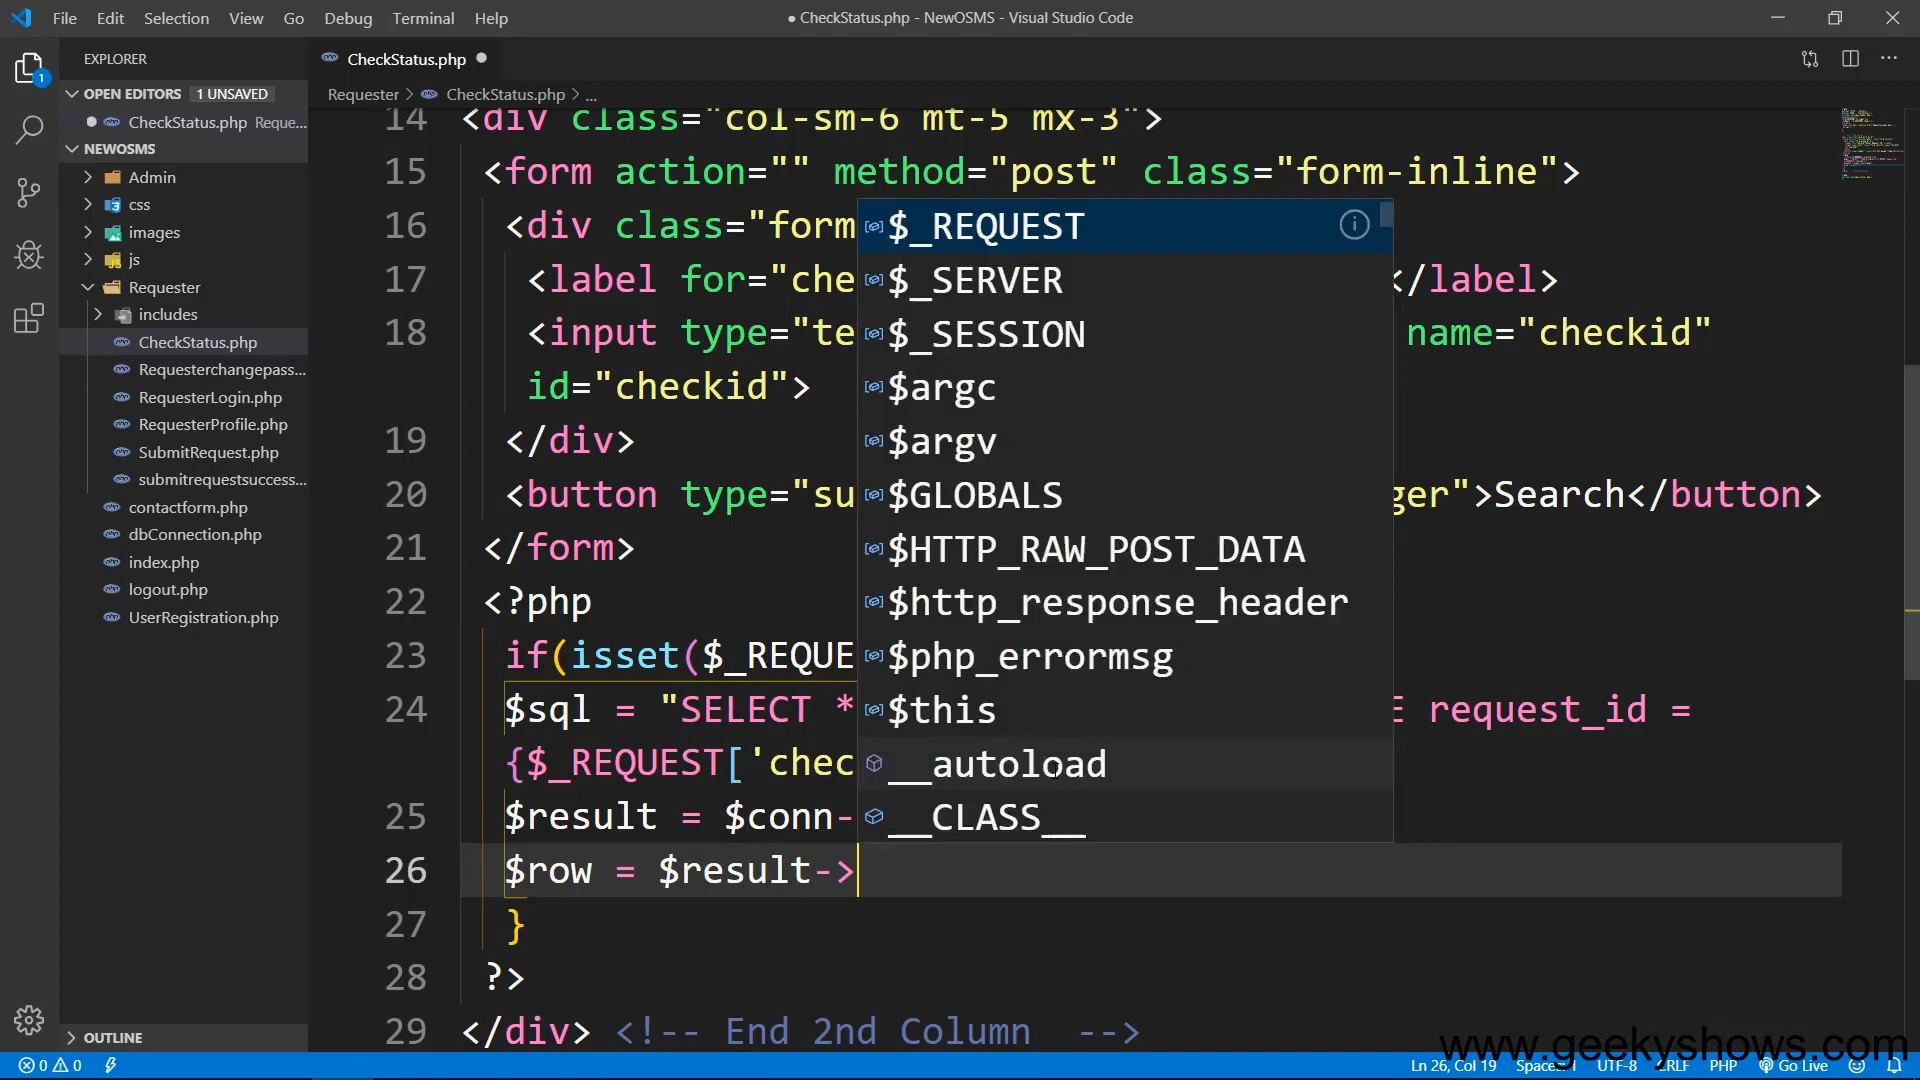 File Edit Selection View Go Debug Terminal Help
● CheckStatus.php - NewOSMS - Visual Studio Code
EXPLORER
CheckStatus.php
OPEN EDITORS 1 UNSAVED
CheckStatus.php Reque...
NEWOSMS
Admin
css
images
js
Requester
includes
CheckStatus.php
Requesterchangepass...
RequesterLogin.php
RequesterProfile.php
SubmitRequest.php
submitrequestsuccess...
contactform.php
dbConnection.php
index.php
logout.php
UserRegistration.php
OUTLINE
1
Requester > CheckStatus.php > ...
14 <div class="col-sm-6 mt-5 mx-3">
15 <form action="" method="post" class="form-inline">
16 <div class="form
17 <label for="che </label>
18 <input type="te name="checkid"
id="checkid">
19 </div>
20 <button type="su ger">Search</button>
21 </form>
22 <?php
23 if(isset($_REQUE
24 $sql = "SELECT * E request_id =
{$_REQUEST['chec
25 $result = $conn-
26 $row = $result->
27 }
28 ?>
29 </div> <!-- End 2nd Column -->
$_REQUEST
$_SERVER
$_SESSION
$argc
$argv
$GLOBALS
$HTTP_RAW_POST_DATA
$http_response_header
$php_errormsg
$this
__autoload
__CLASS__
www.geekyshows.com
0 0
Ln 26, Col 19 Spaces: 1 UTF-8 CRLF PHP Go Live